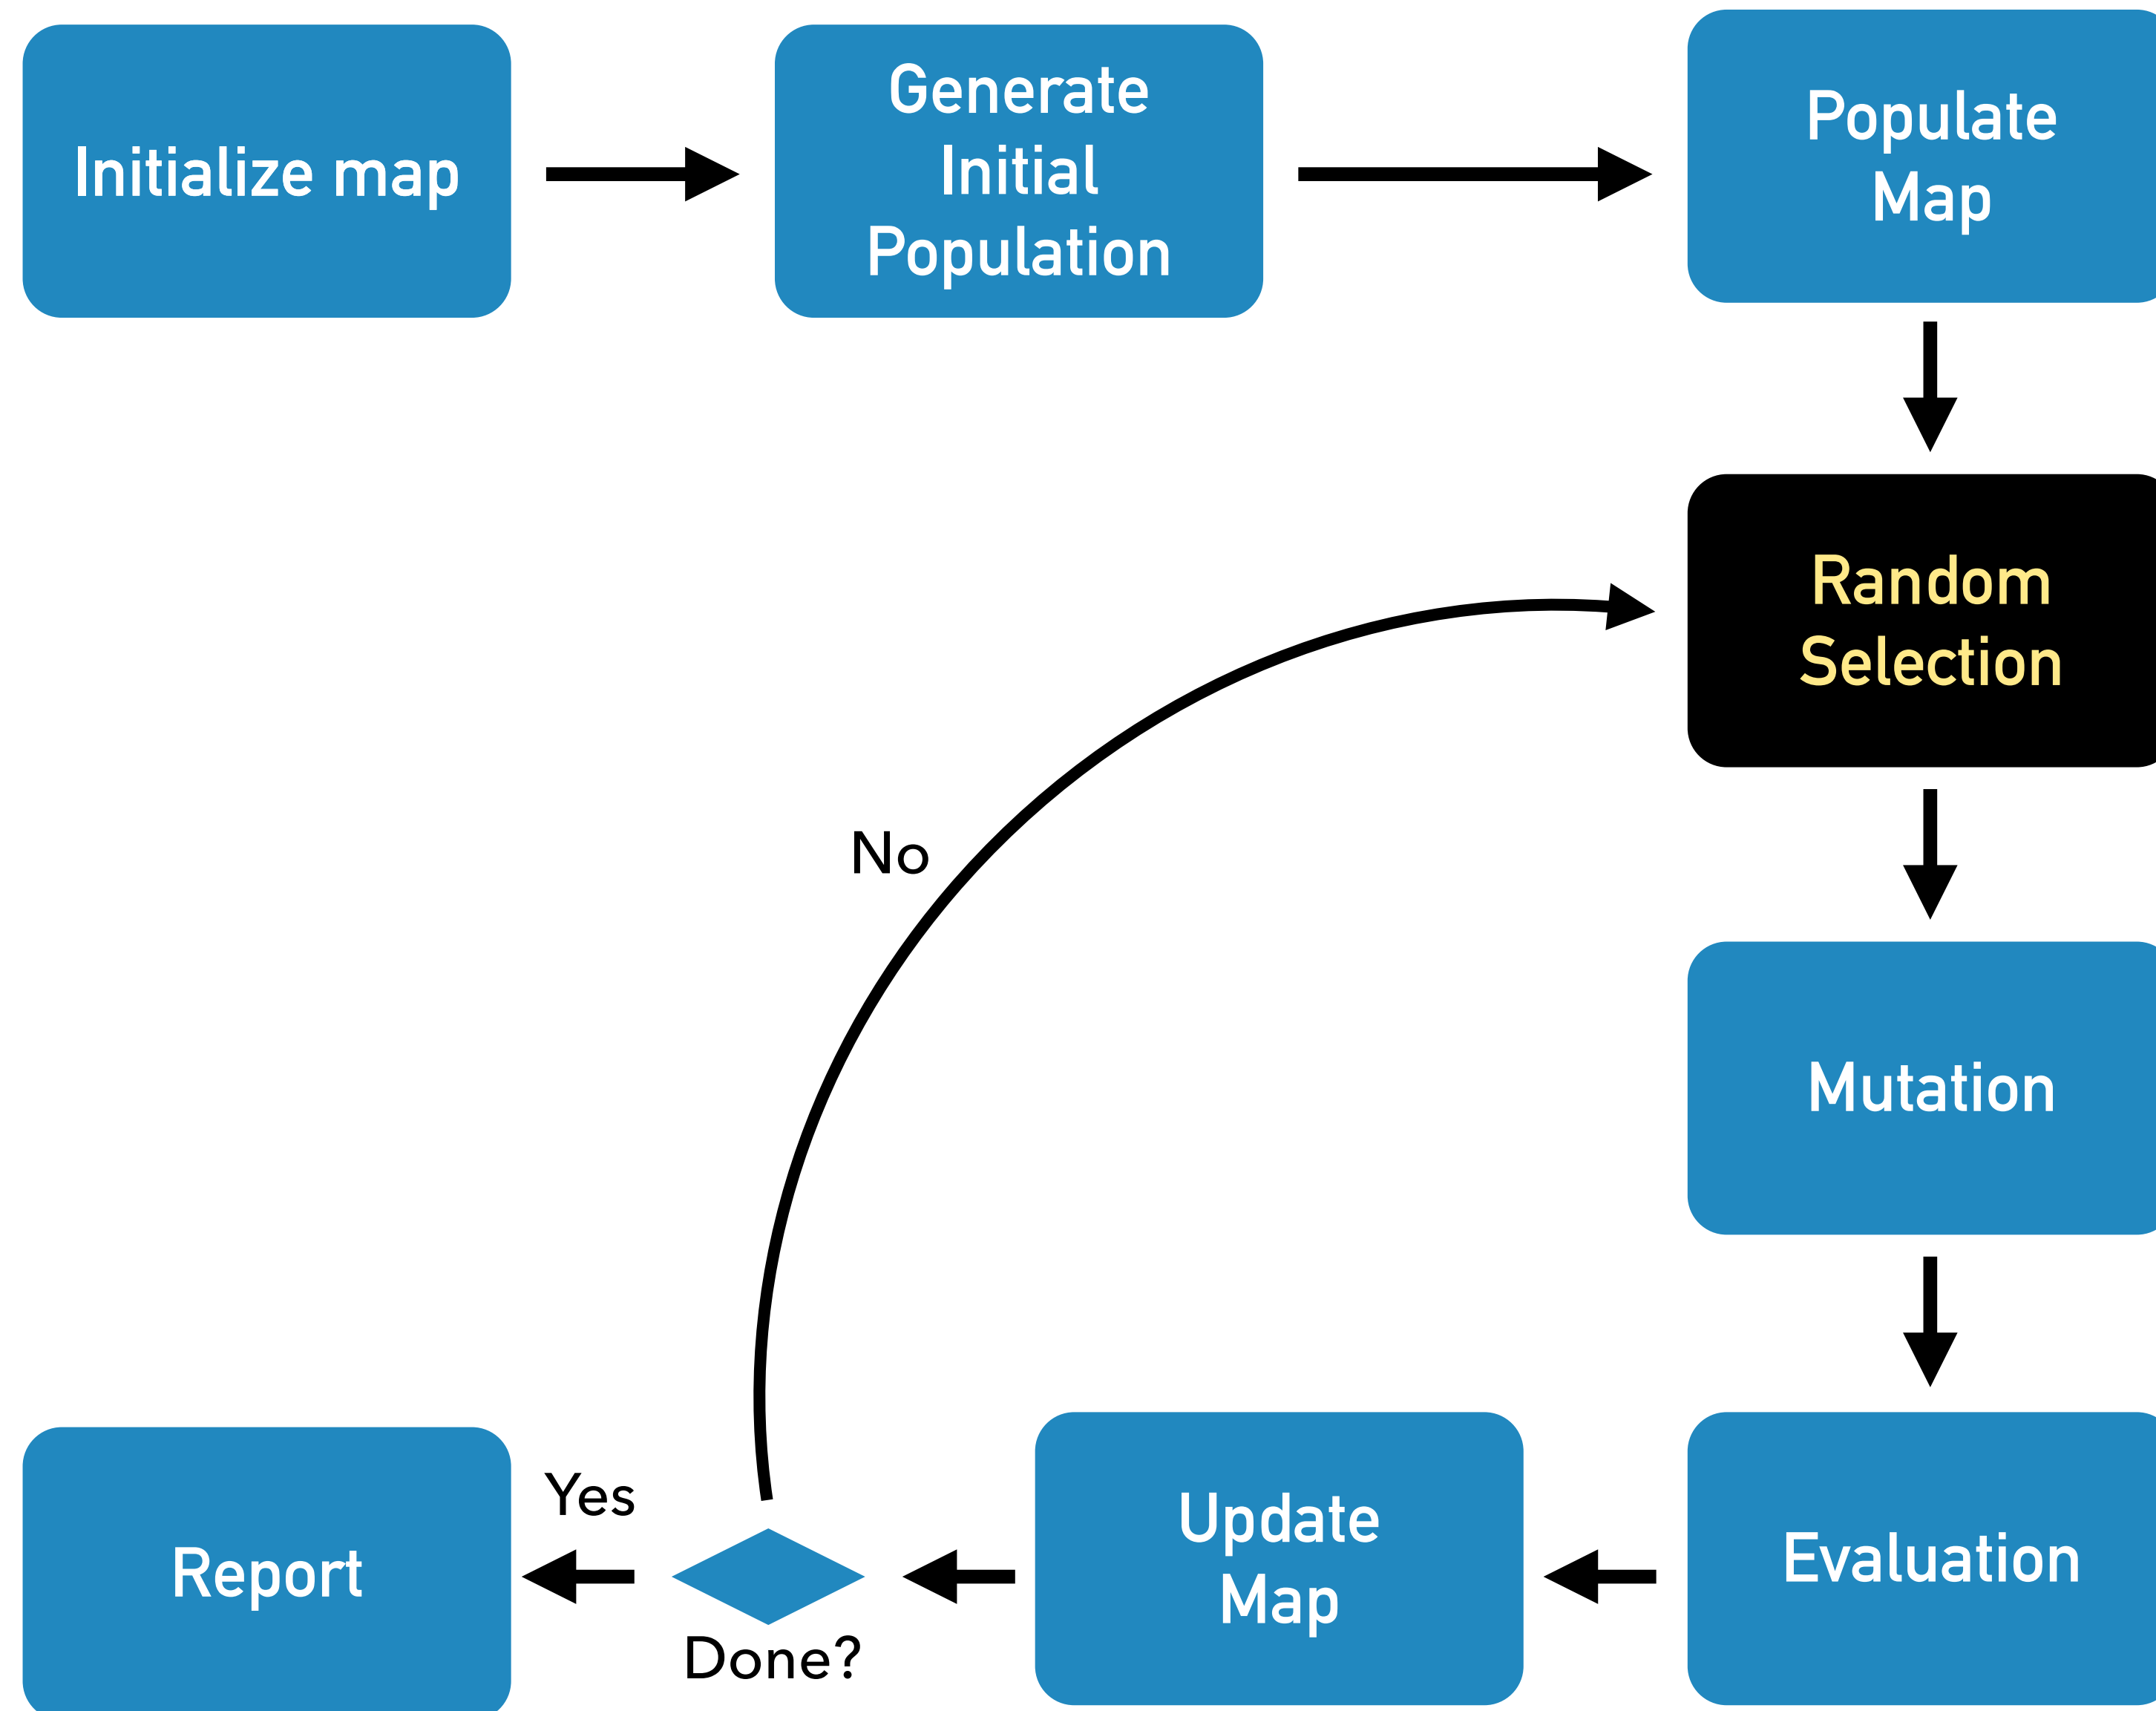 Initialize map
Generate
Initial
Population
Populate
Map
Random
Selection
No
Mutation
Evaluation
Update
Map
Done?
Yes
Report